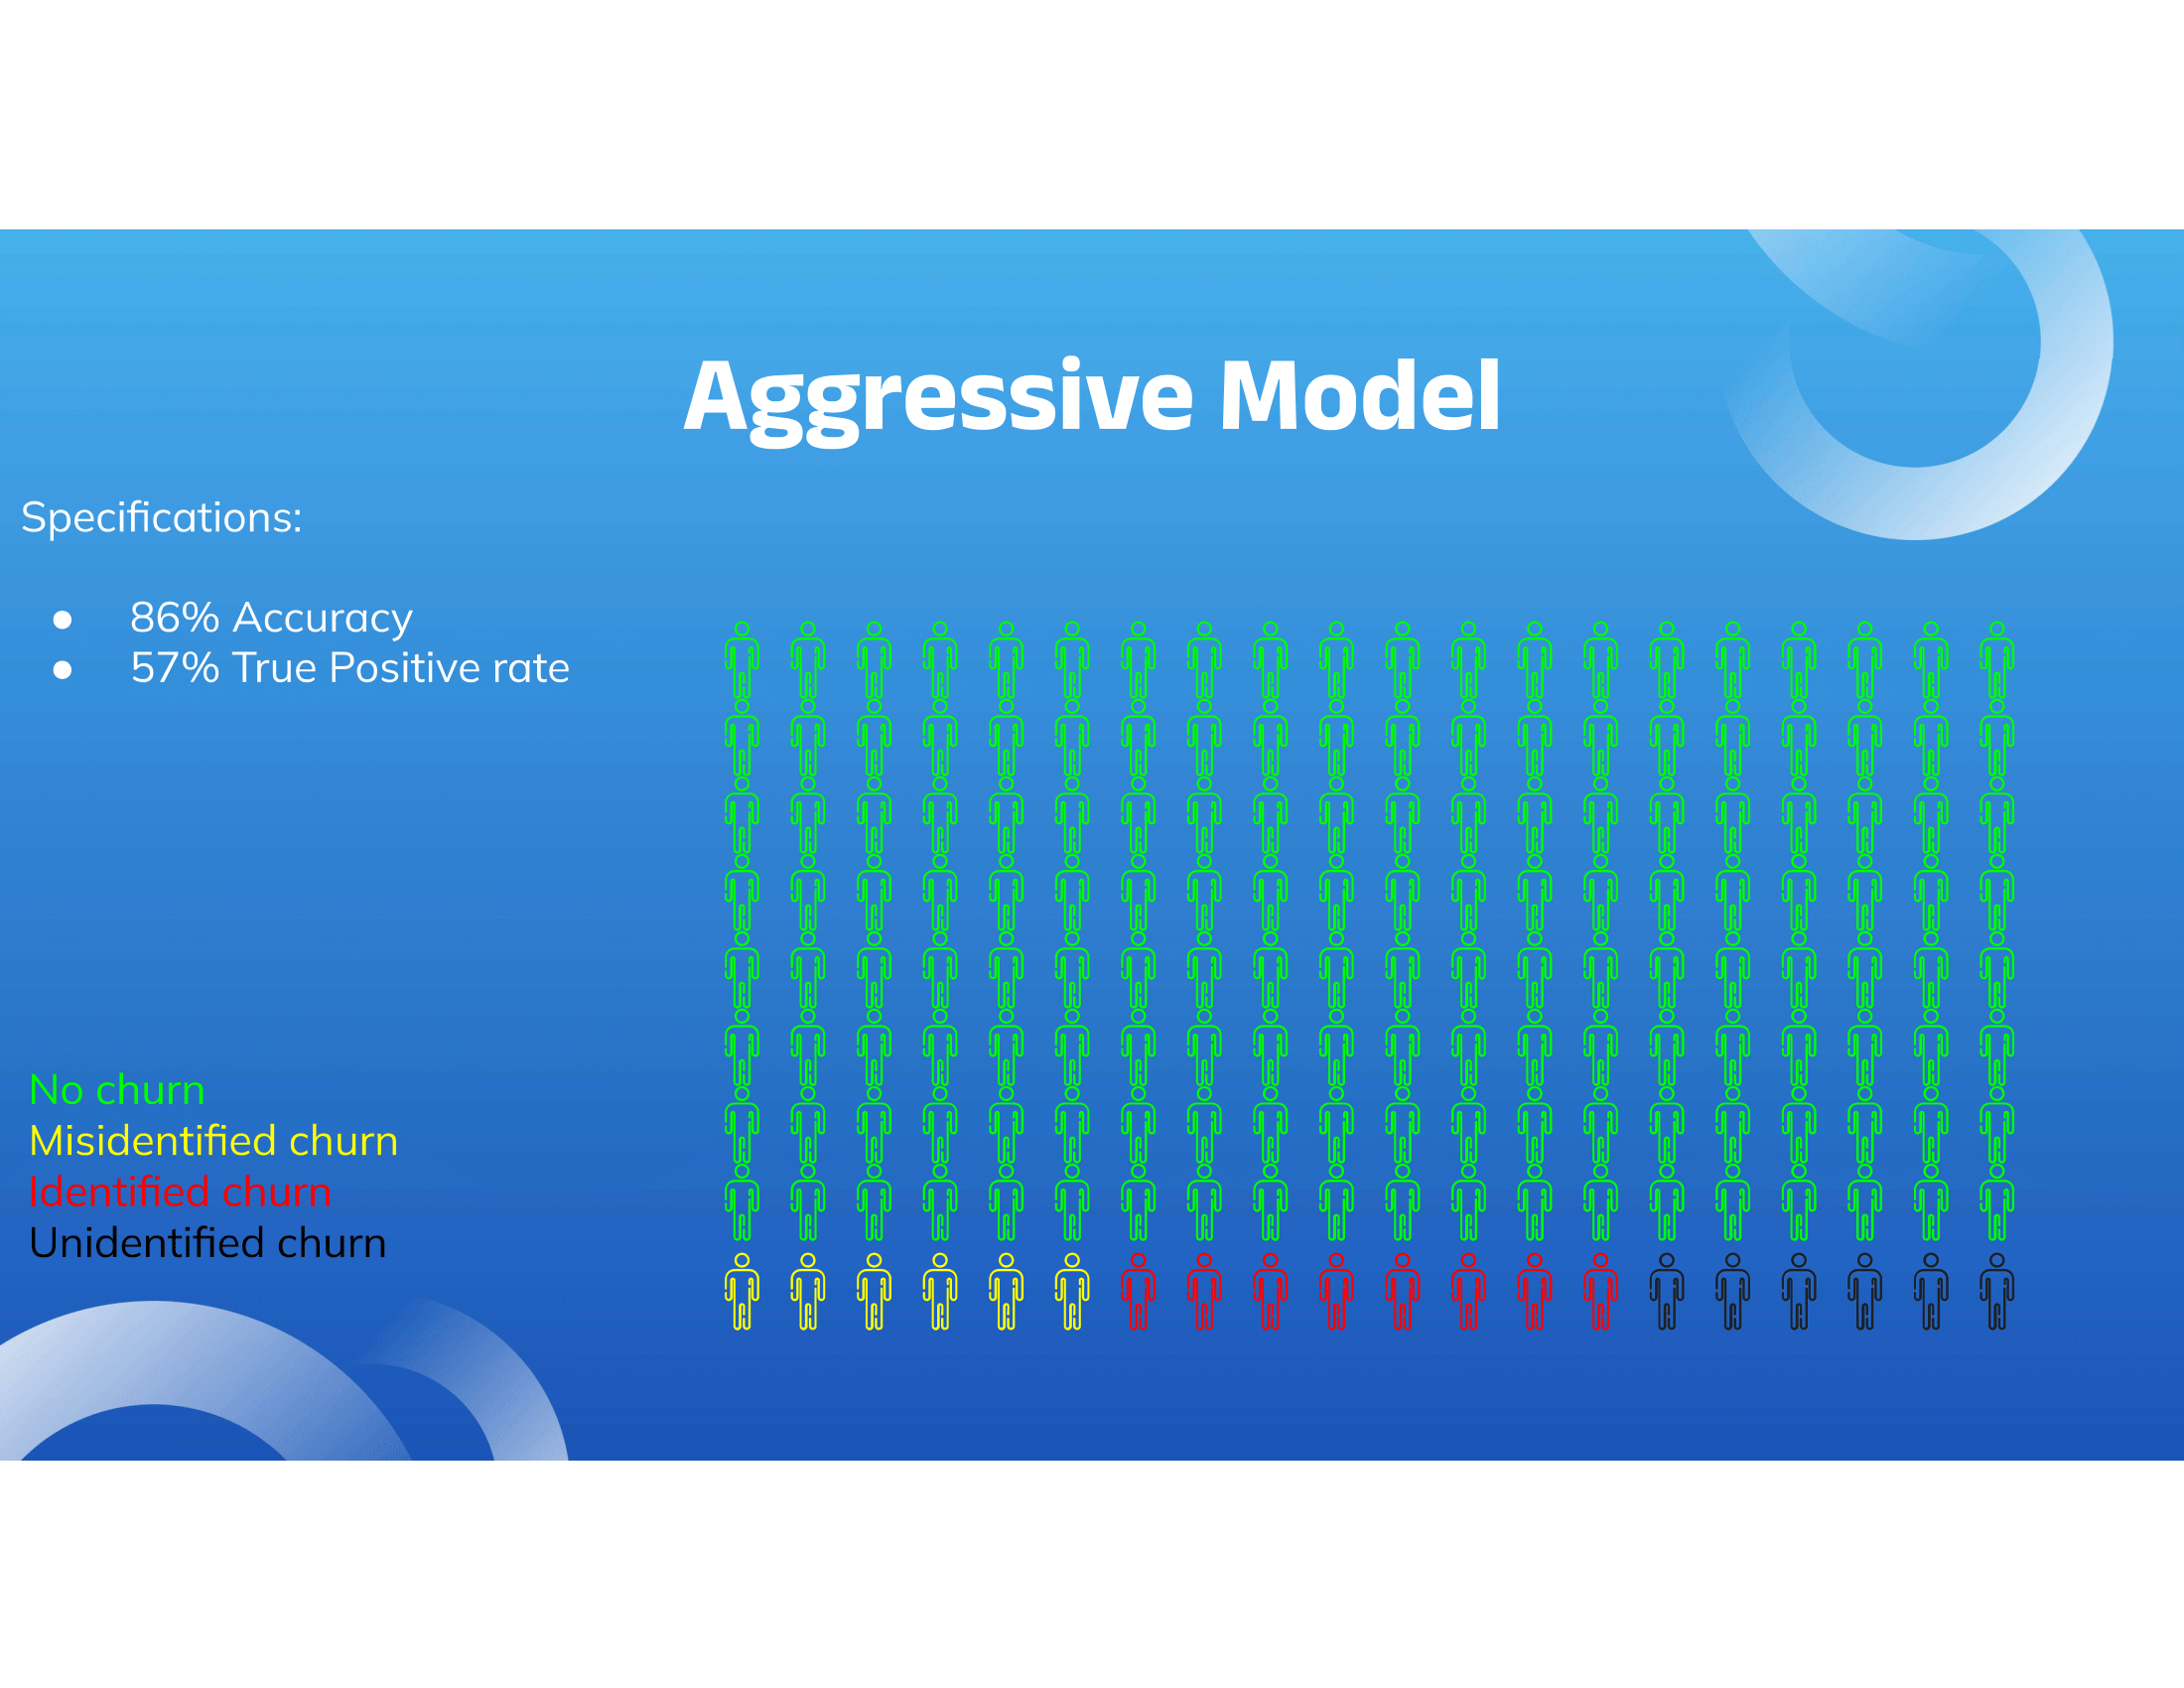 Aggressive Model
Specifications:
● 86% Accuracy
● 57% True Positive rate
No churn
Misidentified churn
Identified churn
Unidentified churn